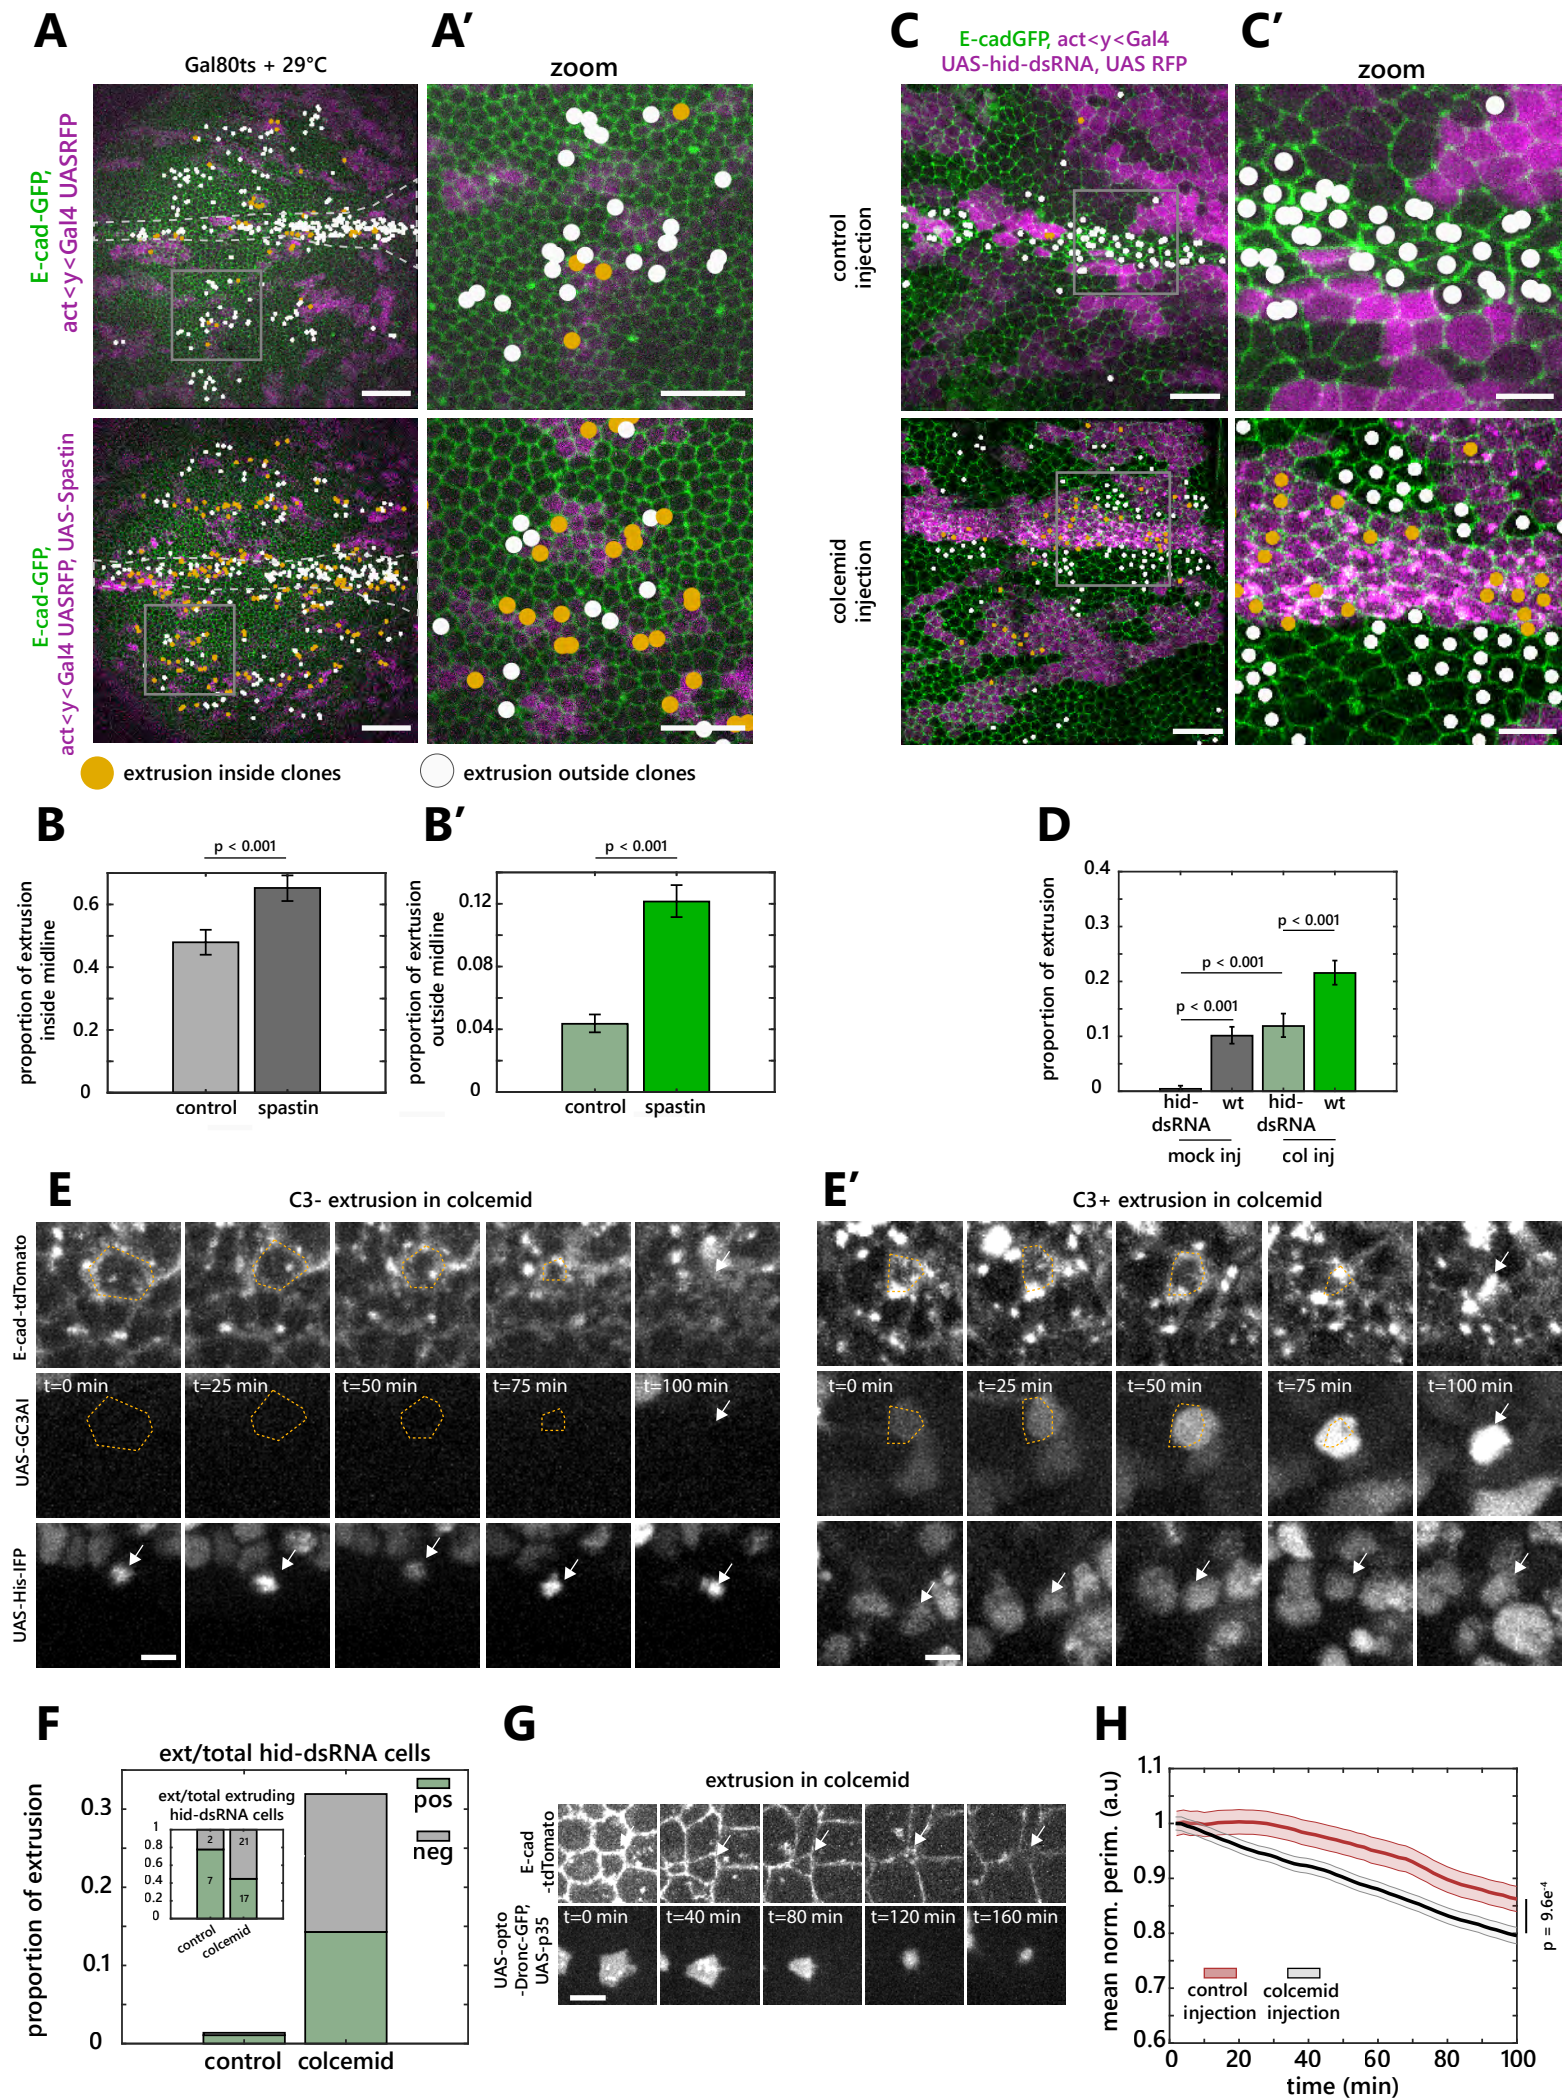 A
A'
C
C'
Gal80ts + 29°C
zoom
E-cadGFP, act<y<Gal4
UAS-hid-dsRNA, UAS RFP
zoom
E-cad-GFP,
act<y<Gal4 UASRFP
control
injection
E-cad-GFP,
act<y<Gal4 UASRFP, UAS-Spastin
colcemid
injection
extrusion inside clones
extrusion outside clones
B
p < 0.001
proportion of extrusion
inside midline
0.6
0.4
0.2
0
control
spastin
B'
p < 0.001
porportion of exrtusion
outside midline
0.12
0.08
0.04
0
control
spastin
D
proportion of extrusion
0.4
0.3
0.2
0.1
0
p < 0.001
p < 0.001
p < 0.001
hid-
dsRNA
wt
hid-
dsRNA
wt
mock inj
col inj
E
C3- extrusion in colcemid
E-cad-tdTomato
UAS-GC3AI
t=0 min
t=25 min
t=50 min
t=75 min
t=100 min
UAS-His-IFP
E'
C3+ extrusion in colcemid
t=0 min
t=25 min
t=50 min
t=75 min
t=100 min
F
ext/total hid-dsRNA cells
proportion of extrusion
0.3
0.2
0.1
0
pos
neg
ext/total extruding
hid-dsRNA cells
1
0.8
0.6
0.4
0.2
0
2
7
21
17
control
colcemid
control
colcemid
G
extrusion in colcemid
E-cad
-tdTomato
UAS-opto
-Dronc-GFP,
UAS-p35
t=0 min
t=40 min
t=80 min
t=120 min
t=160 min
H
mean norm. perim. (a.u)
1.1
1
0.9
0.8
0.7
0.6
control
injection
colcemid
injection
p = 9.6e⁻⁴
0
20
40
60
80
100
time (min)